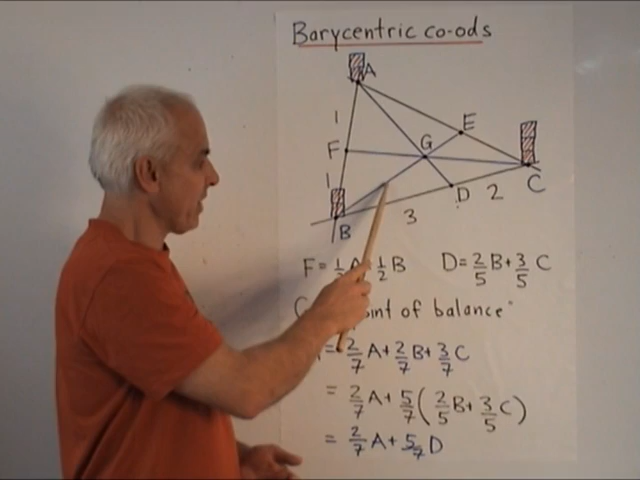 Barycentric co-ods
A
1
E
F
G
1
C
D
2
B
3
F = 1/2 A 1/2 B D = 2/5 B + 3/5 C
of balance"
= 2/7 A + 2/7 B + 3/7 C
= 2/7 A + 5/7 ( 2/5 B + 3/5 C )
= 2/7 A + 5/7 D